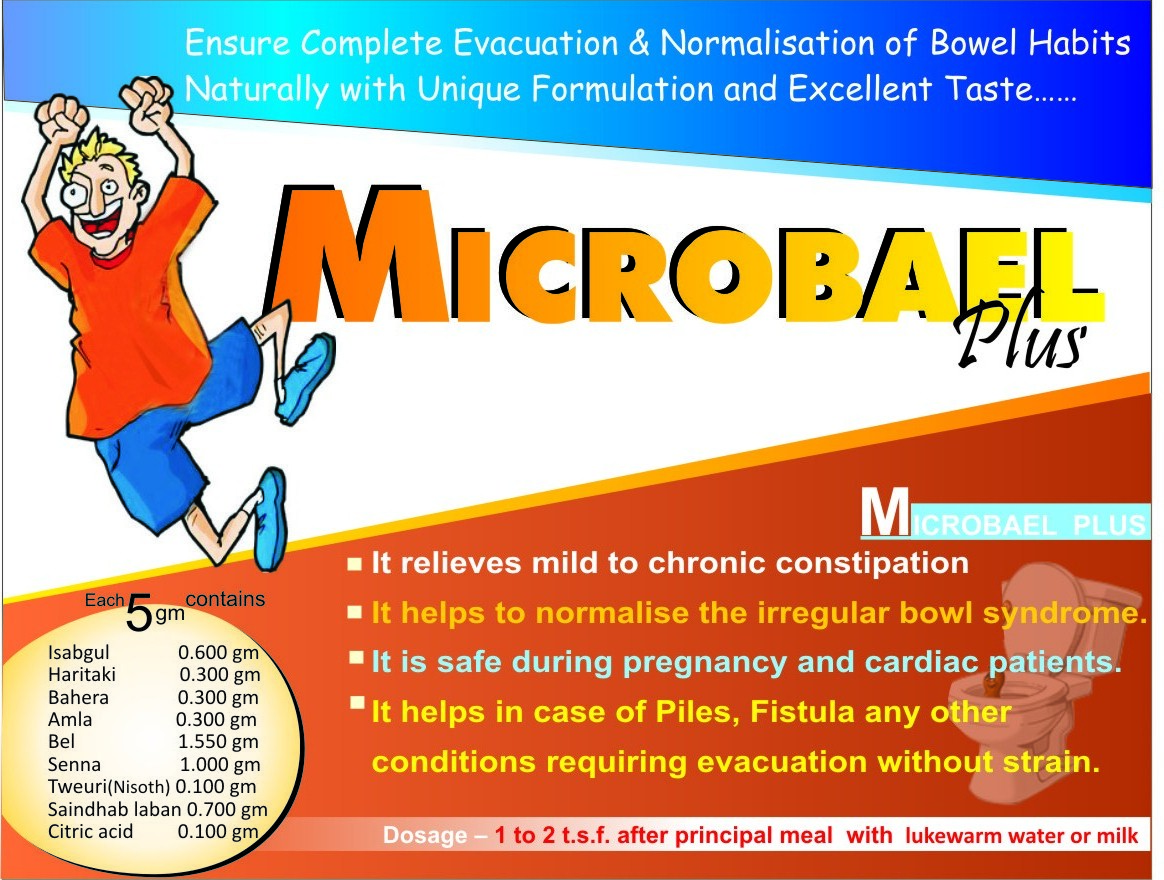 Ensure Complete Evacuation & Normalisation of Bowel Habits
Naturally with Unique Formulation and Excellent Taste......
MICROBAEL
Plus
MICROBAEL PLUS
It relieves mild to chronic constipation
It helps to normalise the irregular bowl syndrome.
It is safe during pregnancy and cardiac patients.
It helps in case of Piles, Fistula any other
conditions requiring evacuation without strain.
Each 5 gm contains
Isabgul 0.600 gm
Haritaki 0.300 gm
Bahera 0.300 gm
Amla 0.300 gm
Bel 1.550 gm
Senna 1.000 gm
Tweuri(Nisoth) 0.100 gm
Saindhab laban 0.700 gm
Citric acid 0.100 gm
Dosage – 1 to 2 t.s.f. after principal meal with lukewarm water or milk